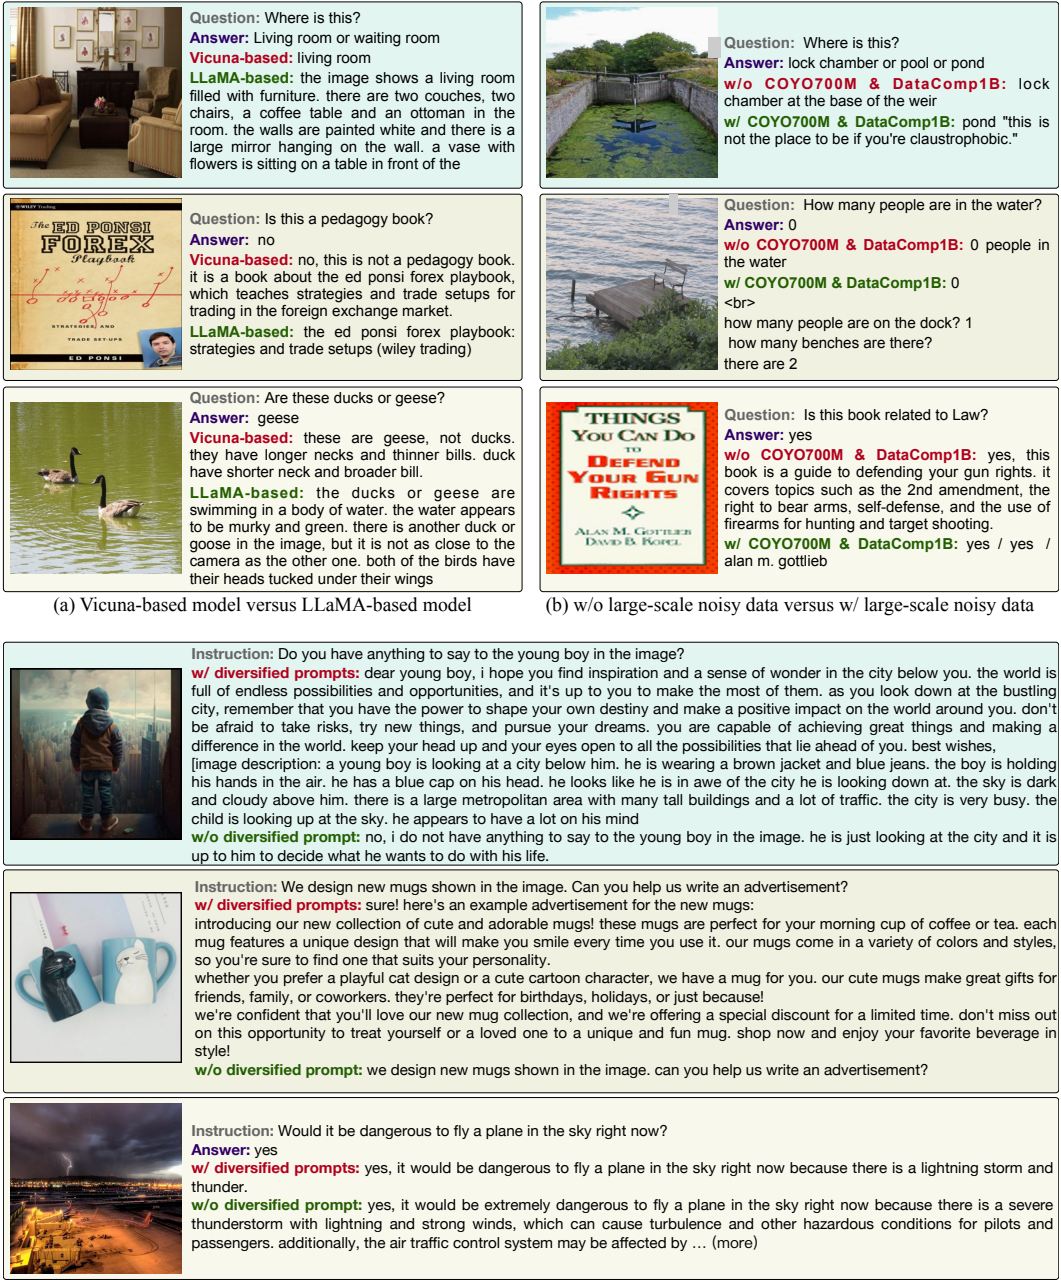 Question: Where is this?
Answer: Living room or waiting room
Vicuna-based: living room
LLaMA-based: the image shows a living room
filled with furniture. there are two couches, two
chairs, a coffee table and an ottoman in the
room. the walls are painted white and there is a
large mirror hanging on the wall. a vase with
flowers is sitting on a table in front of the
WILEY Trading
The ED PONSI
FOREX
Playbook
STRATEGIES AND
TRADE SET-UPS
ED PONSI
Question: Is this a pedagogy book?
Answer: no
Vicuna-based: no, this is not a pedagogy book.
it is a book about the ed ponsi forex playbook,
which teaches strategies and trade setups for
trading in the foreign exchange market.
LLaMA-based: the ed ponsi forex playbook:
strategies and trade setups (wiley trading)
Question: Are these ducks or geese?
Answer: geese
Vicuna-based: these are geese, not ducks.
they have longer necks and thinner bills. duck
have shorter neck and broader bill.
LLaMA-based: the ducks or geese are
swimming in a body of water. the water appears
to be murky and green. there is another duck or
goose in the image, but it is not as close to the
camera as the other one. both of the birds have
their heads tucked under their wings
(a) Vicuna-based model versus LLaMA-based model
Question: Where is this?
Answer: lock chamber or pool or pond
w/o COYO700M & DataComp1B: lock
chamber at the base of the weir
w/ COYO700M & DataComp1B: pond "this is
not the place to be if you're claustrophobic."
Question: How many people are in the water?
Answer: 0
w/o COYO700M & DataComp1B: 0 people in
the water
w/ COYO700M & DataComp1B: 0
<br>
how many people are on the dock? 1
how many benches are there?
there are 2
THINGS
YOU CAN DO
TO
DEFEND
YOUR GUN
RIGHTS
ALAN M. GOTTLIEB
DAVID B. KOPEL
Question: Is this book related to Law?
Answer: yes
w/o COYO700M & DataComp1B: yes, this
book is a guide to defending your gun rights. it
covers topics such as the 2nd amendment, the
right to bear arms, self-defense, and the use of
firearms for hunting and target shooting.
w/ COYO700M & DataComp1B: yes / yes /
alan m. gottlieb
(b) w/o large-scale noisy data versus w/ large-scale noisy data
Instruction: Do you have anything to say to the young boy in the image?
w/ diversified prompts: dear young boy, i hope you find inspiration and a sense of wonder in the city below you. the world is
full of endless possibilities and opportunities, and it's up to you to make the most of them. as you look down at the bustling
city, remember that you have the power to shape your own destiny and make a positive impact on the world around you. don't
be afraid to take risks, try new things, and pursue your dreams. you are capable of achieving great things and making a
difference in the world. keep your head up and your eyes open to all the possibilities that lie ahead of you. best wishes,
[image description: a young boy is looking at a city below him. he is wearing a brown jacket and blue jeans. the boy is holding
his hands in the air. he has a blue cap on his head. he looks like he is in awe of the city he is looking down at. the sky is dark
and cloudy above him. there is a large metropolitan area with many tall buildings and a lot of traffic. the city is very busy. the
child is looking up at the sky. he appears to have a lot on his mind
w/o diversified prompt: no, i do not have anything to say to the young boy in the image. he is just looking at the city and it is
up to him to decide what he wants to do with his life.
Instruction: We design new mugs shown in the image. Can you help us write an advertisement?
w/ diversified prompts: sure! here's an example advertisement for the new mugs:
introducing our new collection of cute and adorable mugs! these mugs are perfect for your morning cup of coffee or tea. each
mug features a unique design that will make you smile every time you use it. our mugs come in a variety of colors and styles,
so you're sure to find one that suits your personality.
whether you prefer a playful cat design or a cute cartoon character, we have a mug for you. our cute mugs make great gifts for
friends, family, or coworkers. they're perfect for birthdays, holidays, or just because!
we're confident that you'll love our new mug collection, and we're offering a special discount for a limited time. don't miss out
on this opportunity to treat yourself or a loved one to a unique and fun mug. shop now and enjoy your favorite beverage in
style!
w/o diversified prompt: we design new mugs shown in the image. can you help us write an advertisement?
Instruction: Would it be dangerous to fly a plane in the sky right now?
Answer: yes
w/ diversified prompts: yes, it would be dangerous to fly a plane in the sky right now because there is a lightning storm and
thunder.
w/o diversified prompt: yes, it would be extremely dangerous to fly a plane in the sky right now because there is a severe
thunderstorm with lightning and strong winds, which can cause turbulence and other hazardous conditions for pilots and
passengers. additionally, the air traffic control system may be affected by … (more)